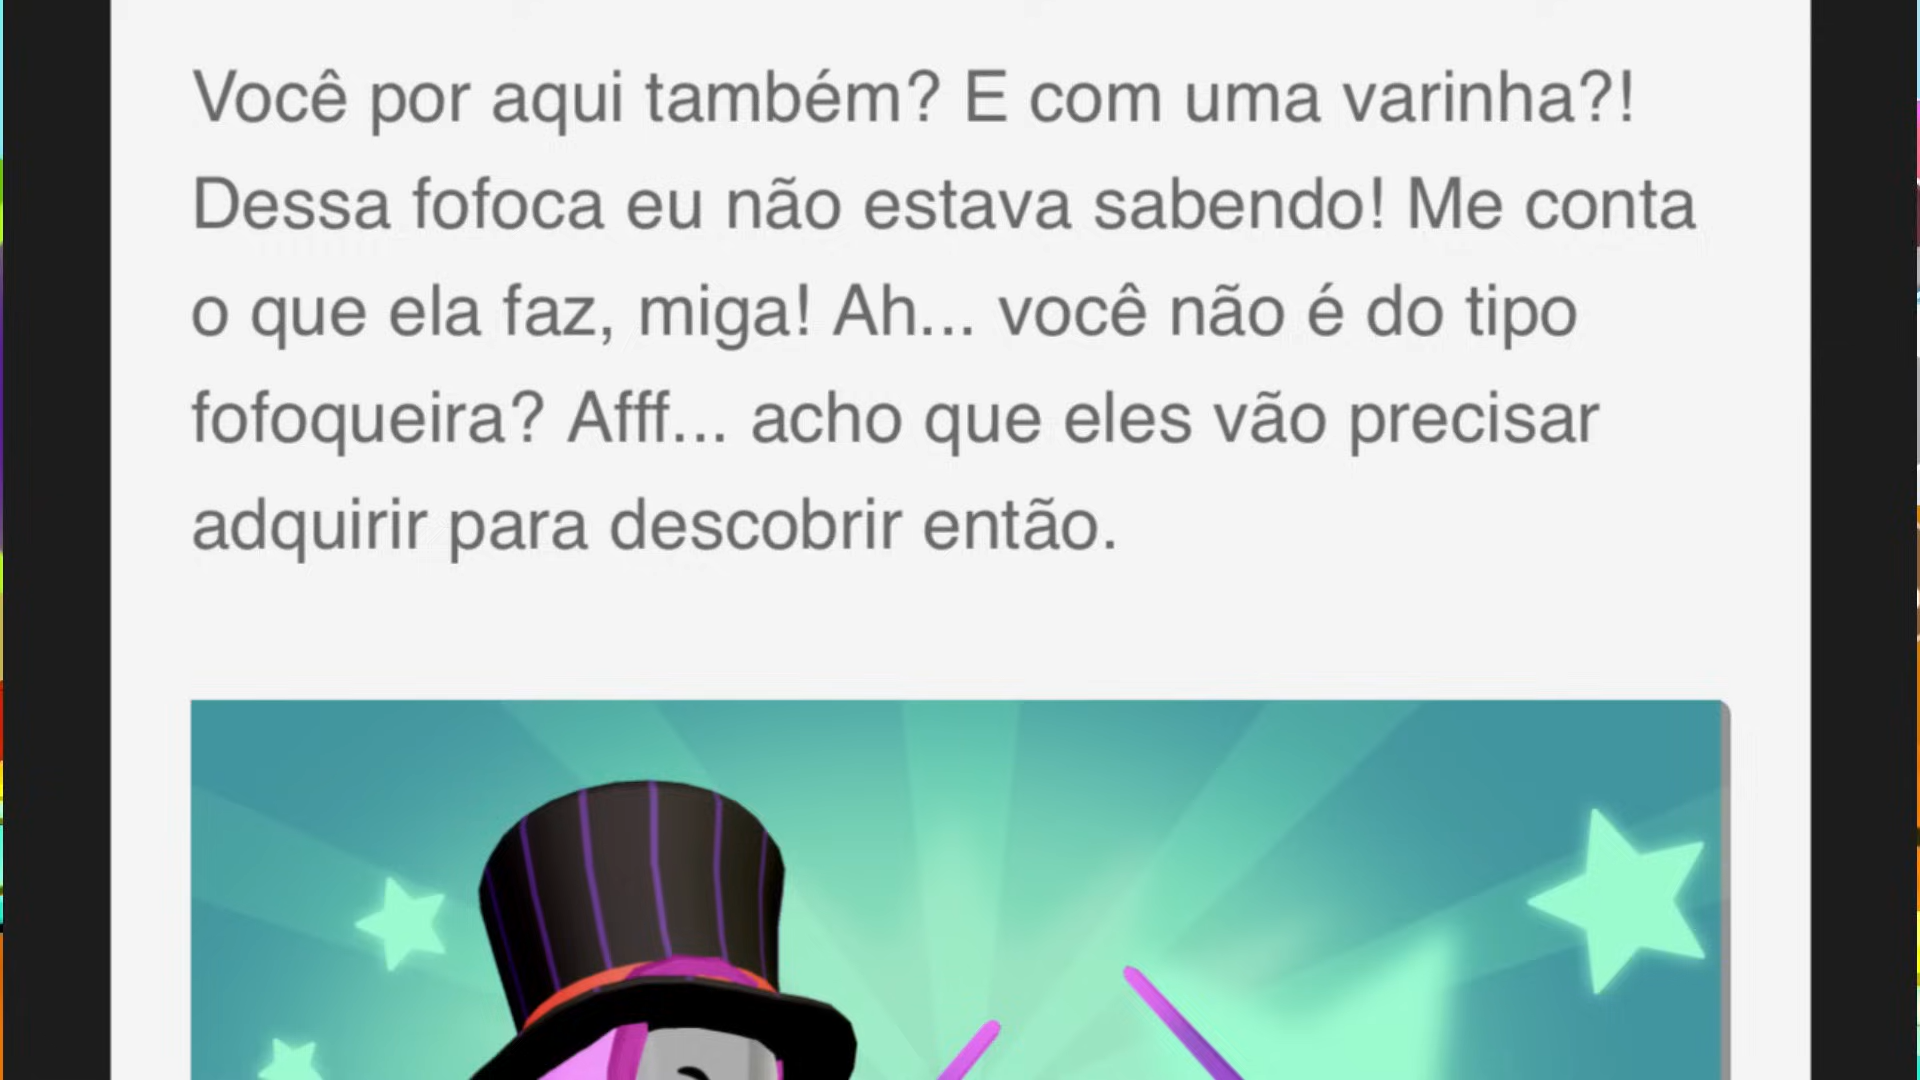 Você por aqui também? E com uma varinha?!
Dessa fofoca eu não estava sabendo! Me conta
o que ela faz, miga! Ah... você não é do tipo
fofoqueira? Afff... acho que eles vão precisar
adquirir para descobrir então.